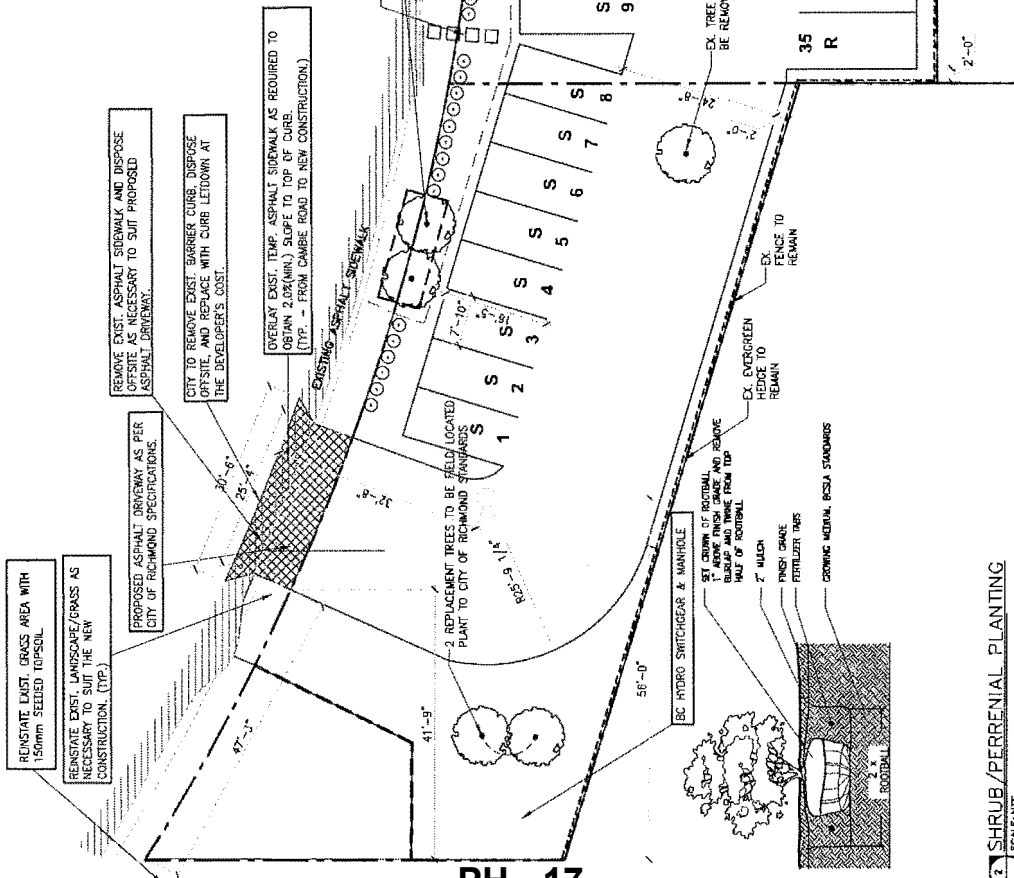 REMOVE EXIST. ASPHALT SIDEWALK AND DISPOSE
OFFSITE AS NECESSARY TO SUIT PROPOSED
ASPHALT DRIVEWAY.
CITY TO REMOVE EXIST. BARRIER CURB, DISPOSE
OFFSITE, AND REPLACE WITH CURB LETDOWN AT
THE DEVELOPER'S COST.
OVERLAY EXIST. TEMP. ASPHALT SIDEWALK AS REQUIRED TO
OBTAIN 2.0%(MIN.) SLOPE TO TOP OF CURB.
(TYP. - FROM CAMBIE ROAD TO NEW CONSTRUCTION.)
PROPOSED ASPHALT DRIVEWAY AS PER
CITY OF RICHMOND SPECIFICATIONS.
REINSTATE EXIST. GRASS AREA WITH
150mm SEEDED TOPSOIL.
REINSTATE EXIST. LANDSCAPE/GRASS AS
NECESSARY TO SUIT THE NEW
CONSTRUCTION. (TYP.)
EXISTING ASPHALT SIDEWALK
30'-6"
25'-4"
32'-8"
47'-3"
41'-9"
R25'-9 1/4"
56'-0"
16'-5"
24'-8"
2'-0"
2 REPLACEMENT TREES TO BE FIELD LOCATED
PLANT TO CITY OF RICHMOND STANDARDS
S
1
S
2
S
3
S
4
S
5
S
6
S
7
S
8
S
9
35
R
EX. TREE
BE REMOV
EX.
FENCE TO
REMAIN
EX. EVERGREEN
HEDGE TO
REMAIN
BC HYDRO SWITCHGEAR & MANHOLE
SET CROWN OF ROOTBALL
1" ABOVE FINISH GRADE AND REMOVE
BURLAP AND TWINE FROM TOP
HALF OF ROOTBALL
2" MULCH
FINISH GRADE
FERTILIZER TABS
GROWING MEDIUM, BCSLA STANDARDS
2 x
ROOTBALL
2 SHRUB/PERRENIAL PLANTING
SCALE: NTS